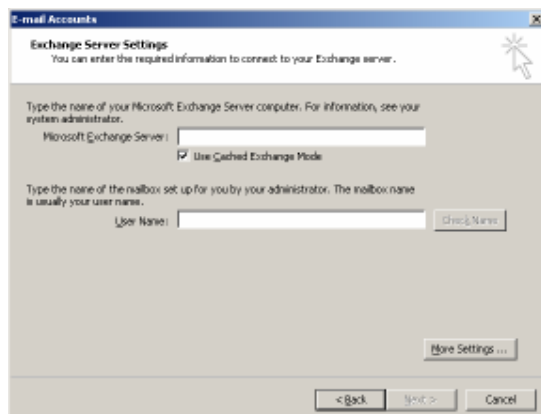 E-mail Accounts
Exchange Server Settings
You can enter the required information to connect to your Exchange server.
Type the name of your Microsoft Exchange Server computer. For information, see your
system administrator.
Microsoft Exchange Server:
Use Cached Exchange Mode
Type the name of the mailbox set up for you by your administrator. The mailbox name
is usually your user name.
User Name:
Check Name
More Settings ...
< Back
Next >
Cancel